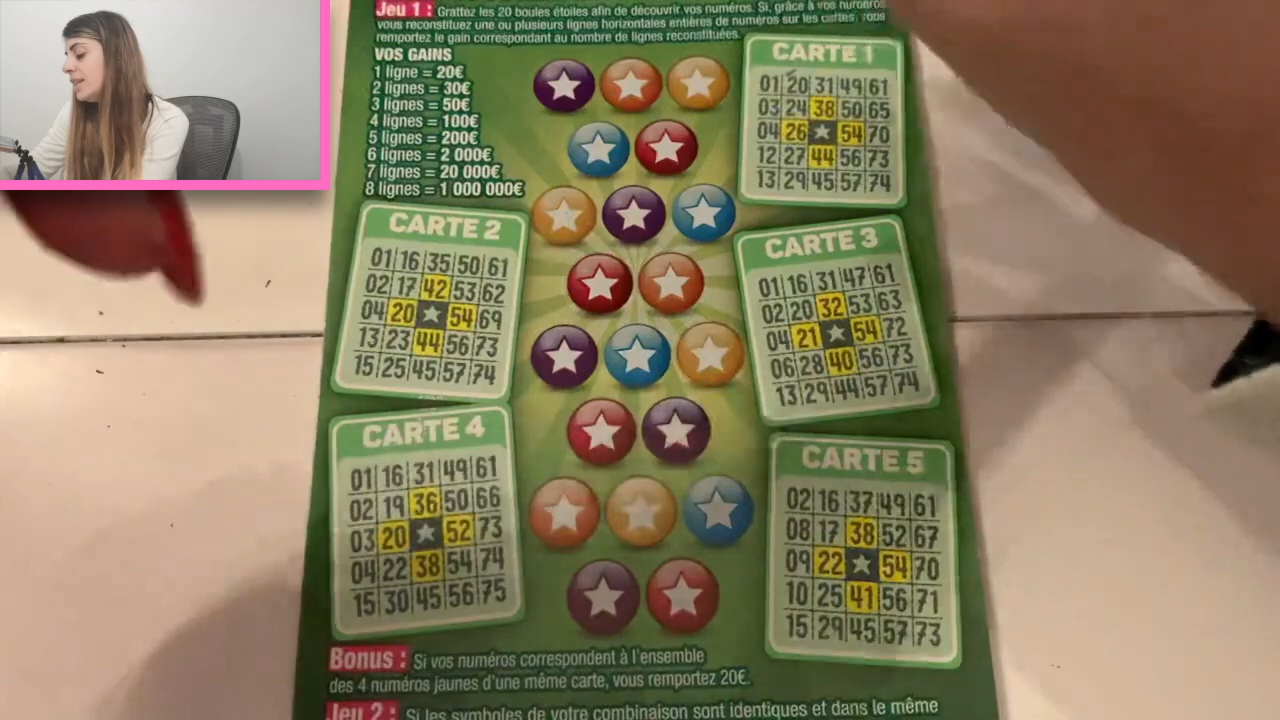 Jeu 1 : Grattez les 20 boules étoiles afin de découvrir vos numéros. Si, grâce à vos numéros
vous reconstituez une ou plusieurs lignes horizontales entières de numéros sur les cartes, vous
remportez le gain correspondant au nombre de lignes reconstituées.
VOS GAINS
1 ligne = 20€
2 lignes = 30€
3 lignes = 50€
4 lignes = 100€
5 lignes = 200€
6 lignes = 2 000€
7 lignes = 20 000€
8 lignes = 1 000 000€
CARTE 1
01 20 31 49 61
03 24 38 50 65
04 26 54 70
12 27 44 56 73
13 29 45 57 74
CARTE 2
01 16 35 50 61
02 17 42 53 62
04 20 54 69
13 23 44 56 73
15 25 45 57 74
CARTE 3
01 16 31 47 61
02 20 32 53 63
04 21 54 72
06 28 40 56 73
13 29 44 57 74
CARTE 4
01 16 31 49 61
02 19 36 50 66
03 20 52 73
04 22 38 54 74
15 30 45 56 75
CARTE 5
02 16 37 49 61
08 17 38 52 67
09 22 54 70
10 25 41 56 71
15 29 45 57 73
Bonus : Si vos numéros correspondent à l'ensemble
des 4 numéros jaunes d'une même carte, vous remportez 20€.
Jeu 2 : Si les symboles de votre combinaison sont identiques et dans le même